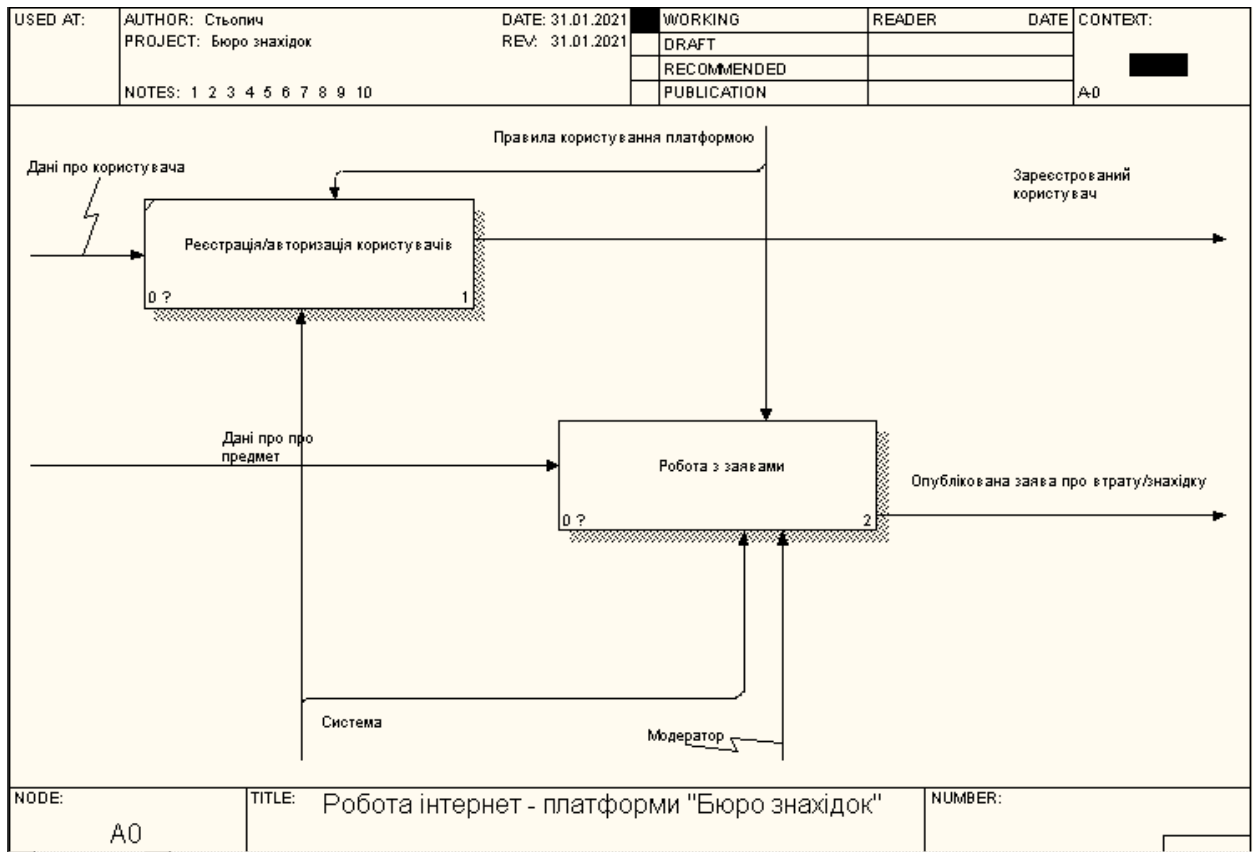 USED AT:
AUTHOR: Стьопич
DATE: 31.01.2021
WORKING
READER
DATE
CONTEXT:
PROJECT: Бюро знахідок
REV: 31.01.2021
DRAFT
RECOMMENDED
NOTES: 1 2 3 4 5 6 7 8 9 10
PUBLICATION
A-0
Правила користування платформою
Дані про користувача
Зареєстрований
користувач
Реєстрація/авторизація користувачів
0 ?
1
Дані про про
предмет
Робота з заявами
Опублікована заява про втрату/знахідку
0 ?
2
Система
Модератор
NODE:
TITLE:
Робота інтернет - платформи "Бюро знахідок"
NUMBER:
A0